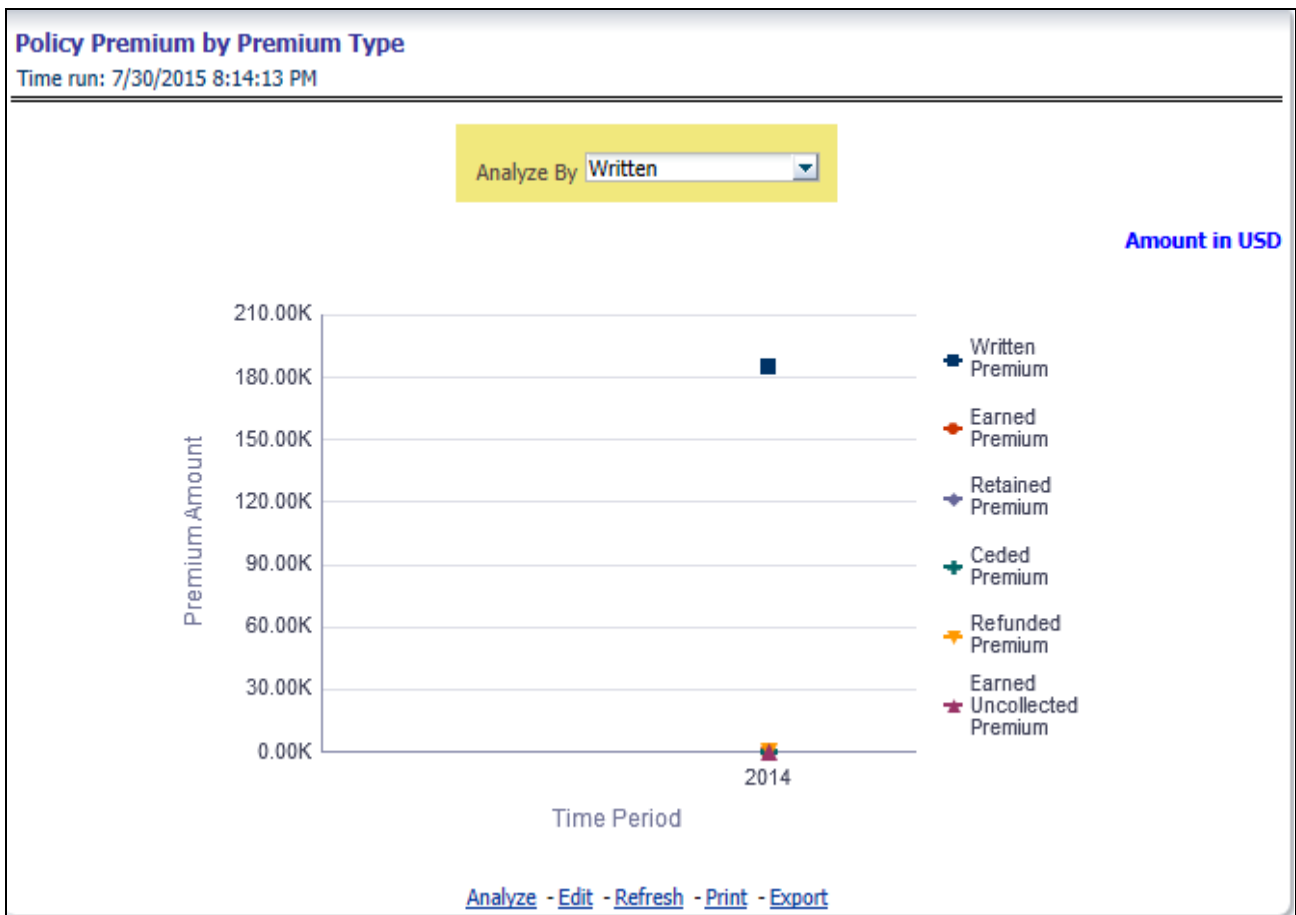 Policy Premium by Premium Type
Time run: 7/30/2015 8:14:13 PM
Analyze By Written
Amount in USD
210.00K
180.00K
150.00K
120.00K
90.00K
60.00K
30.00K
0.00K
Premium Amount
2014
Time Period
Written
Premium
Earned
Premium
Retained
Premium
Ceded
Premium
Refunded
Premium
Earned
Uncollected
Premium
Analyze - Edit - Refresh - Print - Export